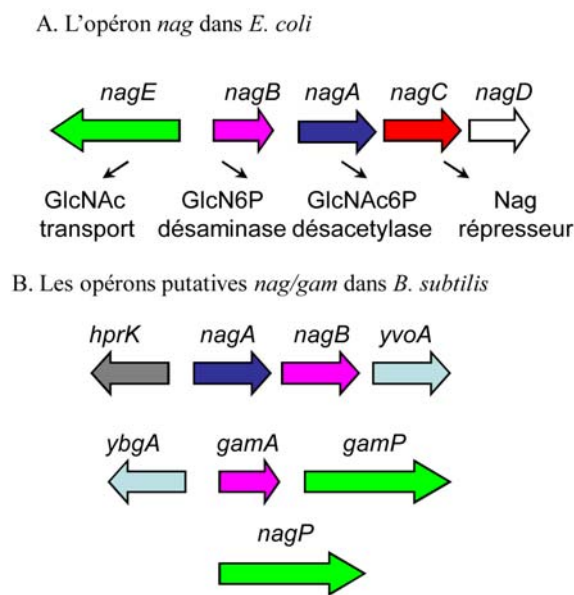 A. L'opéron nag dans E. coli
nagE nagB nagA nagC nagD
GlcNAc GlcN6P GlcNAc6P Nag
transport désaminase désacetylase répresseur
B. Les opérons putatives nag/gam dans B. subtilis
hprK nagA nagB yvoA
ybgA gamA gamP
nagP